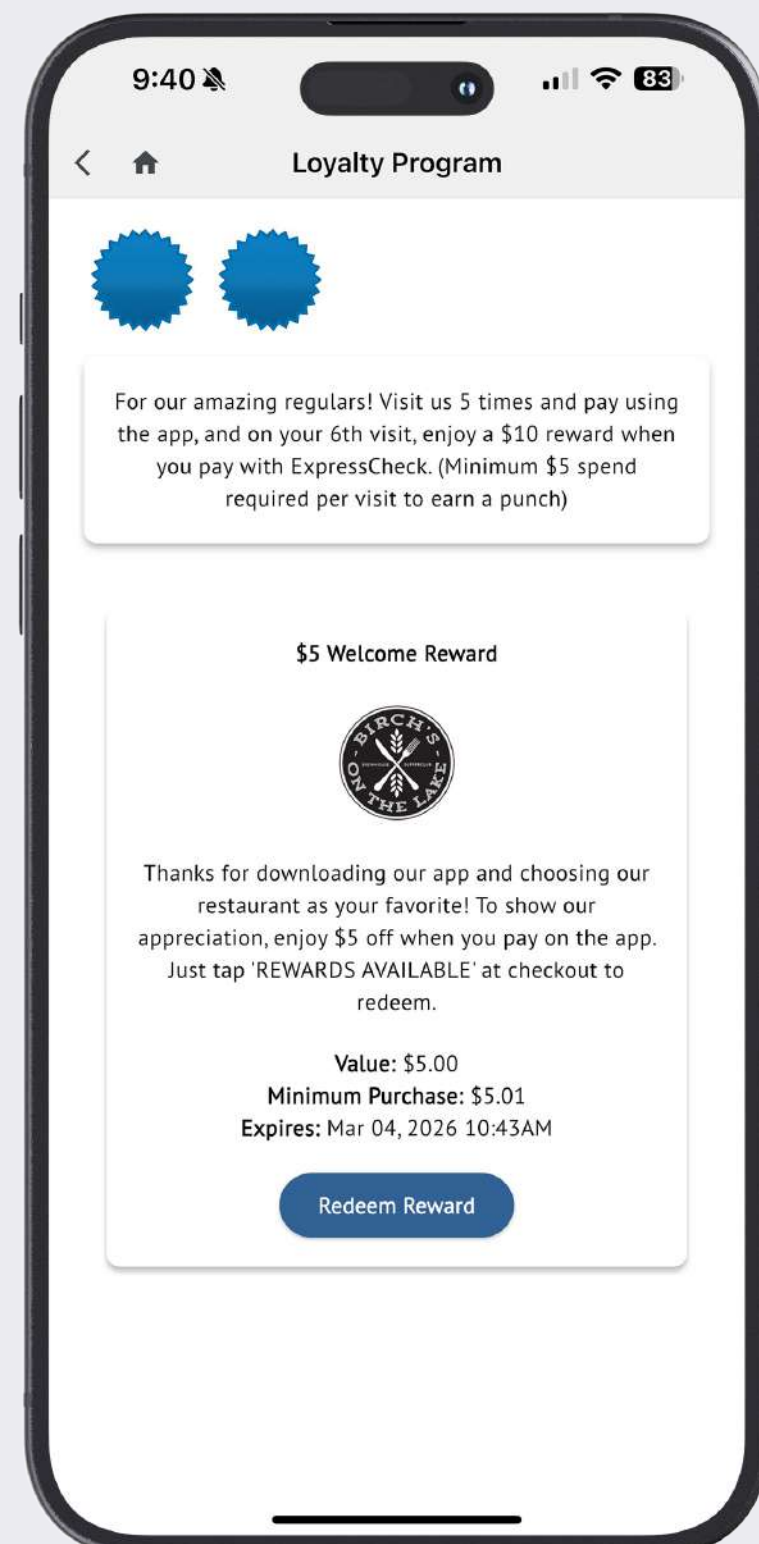 9:40
83
Loyalty Program
For our amazing regulars! Visit us 5 times and pay using
the app, and on your 6th visit, enjoy a $10 reward when
you pay with ExpressCheck. (Minimum $5 spend
required per visit to earn a punch)
$5 Welcome Reward
BIRCH'S
ON THE LAKE
Thanks for downloading our app and choosing our
restaurant as your favorite! To show our
appreciation, enjoy $5 off when you pay on the app.
Just tap 'REWARDS AVAILABLE' at checkout to
redeem.
Value: $5.00
Minimum Purchase: $5.01
Expires: Mar 04, 2026 10:43AM
Redeem Reward